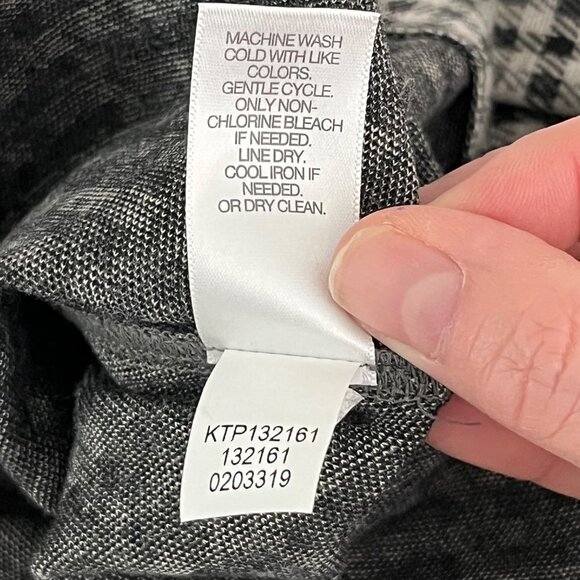 MACHINE WASH
COLD WITH LIKE
COLORS.
GENTLE CYCLE.
ONLY NON-
CHLORINE BLEACH
IF NEEDED.
LINE DRY.
COOL IRON IF
NEEDED.
OR DRY CLEAN.
KTP132161
132161
0203319